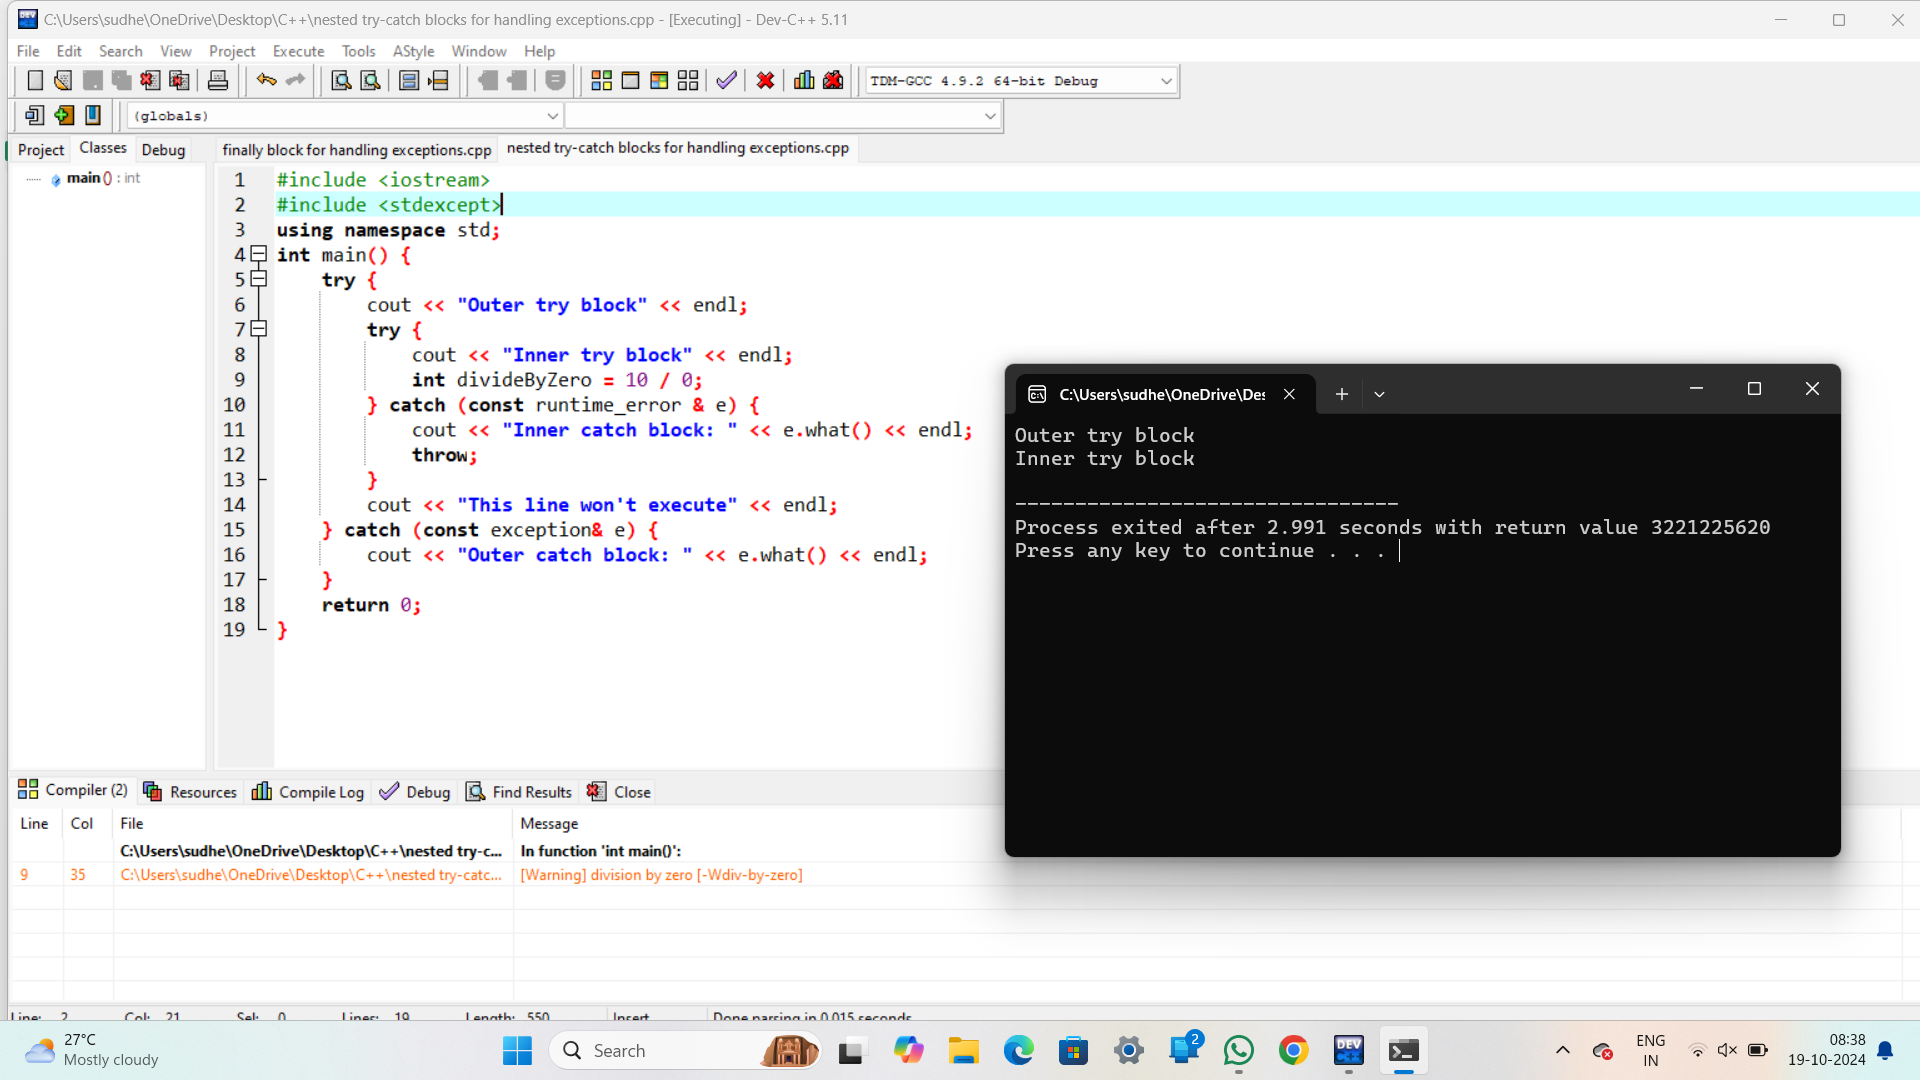 C:\Users\sudhe\OneDrive\Desktop\C++\nested try-catch blocks for handling exceptions.cpp - [Executing] - Dev-C++ 5.11
File Edit Search View Project Execute Tools AStyle Window Help
TDM-GCC 4.9.2 64-bit Debug
(globals)
Project Classes Debug
finally block for handling exceptions.cpp nested try-catch blocks for handling exceptions.cpp
main () : int
1 #include <iostream>
2 #include <stdexcept>
3 using namespace std;
4 int main() {
5 try {
6 cout << "Outer try block" << endl;
7 try {
8 cout << "Inner try block" << endl;
9 int divideByZero = 10 / 0;
10 } catch (const runtime_error & e) {
11 cout << "Inner catch block: " << e.what() << endl;
12 throw;
13 }
14 cout << "This line won't execute" << endl;
15 } catch (const exception& e) {
16 cout << "Outer catch block: " << e.what() << endl;
17 }
18 return 0;
19 }
C:\Users\sudhe\OneDrive\Des
Outer try block
Inner try block
--------------------------------
Process exited after 2.991 seconds with return value 3221225620
Press any key to continue . . .
Compiler (2) Resources Compile Log Debug Find Results Close
Line Col File Message
C:\Users\sudhe\OneDrive\Desktop\C++\nested try-c... In function 'int main()':
9 35 C:\Users\sudhe\OneDrive\Desktop\C++\nested try-catc... [Warning] division by zero [-Wdiv-by-zero]
Line: 2 Col: 21 Sel: 0 Lines: 19 Length: 550 Insert Done parsing in 0.015 seconds
27°C
Mostly cloudy
Search
DEV
C++
2
ENG
IN
08:38
19-10-2024